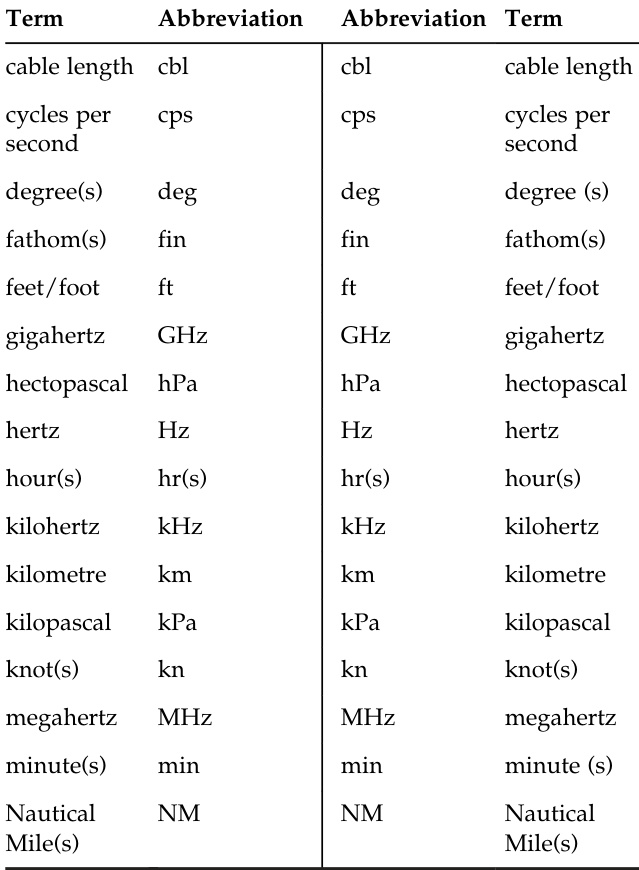 Term Abbreviation Abbreviation Term
cable length cbl cbl cable length
cycles per cps cps cycles per
second second
degree(s) deg deg degree (s)
fathom(s) fin fin fathom(s)
feet/foot ft ft feet/foot
gigahertz GHz GHz gigahertz
hectopascal hPa hPa hectopascal
hertz Hz Hz hertz
hour(s) hr(s) hr(s) hour(s)
kilohertz kHz kHz kilohertz
kilometre km km kilometre
kilopascal kPa kPa kilopascal
knot(s) kn kn knot(s)
megahertz MHz MHz megahertz
minute(s) min min minute (s)
Nautical NM NM Nautical
Mile(s) Mile(s)